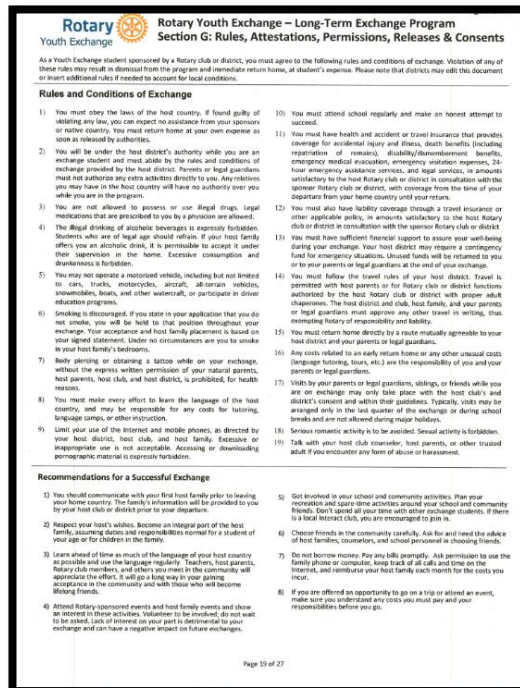 Rotary
Youth Exchange
Rotary Youth Exchange – Long-Term Exchange Program
Section G: Rules, Attestations, Permissions, Releases & Consents
As a Youth Exchange student sponsored by a Rotary club or district, you must agree to the following rules and conditions of exchange. Violation of any of
these rules may result in dismissal from the program and immediate return home, at student's expense. Please note that districts may edit this document
or insert additional rules if needed to account for local conditions.
Rules and Conditions of Exchange
1) You must obey the laws of the host country. If found guilty of
violating any law, you can expect no assistance from your sponsors
or native country. You must return home at your own expense as
soon as released by authorities.
2) You will be under the host district's authority while you are an
exchange student and must abide by the rules and conditions of
exchange provided by the host district. Parents or legal guardians
must not authorize any extra activities directly to you. Any relatives
you may have in the host country will have no authority over you
while you are in the program.
3) You are not allowed to possess or use illegal drugs. Legal
medications that are prescribed to you by a physician are allowed.
4) The illegal drinking of alcoholic beverages is expressly forbidden.
Students who are of legal age should refrain. If your host family
offers you an alcoholic drink, it is permissible to accept it under
their supervision in the home. Excessive consumption and
drunkenness is forbidden.
5) You may not operate a motorized vehicle, including but not limited
to cars, trucks, motorcycles, aircraft, all-terrain vehicles,
snowmobiles, boats, and other watercraft, or participate in driver
education programs.
6) Smoking is discouraged. If you state in your application that you do
not smoke, you will be held to that position throughout your
exchange. Your acceptance and host family placement is based on
your signed statement. Under no circumstances are you to smoke
in your host family's bedrooms.
7) Body piercing or obtaining a tattoo while on your exchange,
without the express written permission of your natural parents,
host parents, host club, and host district, is prohibited, for health
reasons.
8) You must make every effort to learn the language of the host
country, and may be responsible for any costs for tutoring,
language camps, or other instruction.
9) Limit your use of the Internet and mobile phones, as directed by
your host district, host club, and host family. Excessive or
inappropriate use is not acceptable. Accessing or downloading
pornographic material is expressly forbidden.
10) You must attend school regularly and make an honest attempt to
succeed.
11) You must have health and accident or travel insurance that provides
coverage for accidental injury and illness, death benefits (including
repatriation of remains), disability/dismemberment benefits,
emergency medical evacuation, emergency visitation expenses, 24-
hour emergency assistance services, and legal services, in amounts
satisfactory to the host Rotary club or district in consultation with the
sponsor Rotary club or district, with coverage from the time of your
departure from your home country until your return.
12) You must also have liability coverage through a travel insurance or
other applicable policy, in amounts satisfactory to the host Rotary
club or district in consultation with the sponsor Rotary club or district
13) You must have sufficient financial support to assure your well-being
during your exchange. Your host district may require a contingency
fund for emergency situations. Unused funds will be returned to you
or to your parents or legal guardians at the end of your exchange.
14) You must follow the travel rules of your host district. Travel is
permitted with host parents or for Rotary club or district functions
authorized by the host Rotary club or district with proper adult
chaperones. The host district and club, host family, and your parents
or legal guardians must approve any other travel in writing, thus
exempting Rotary of responsibility and liability.
15) You must return home directly by a route mutually agreeable to your
host district and your parents or legal guardians.
16) Any costs related to an early return home or any other unusual costs
(language tutoring, tours, etc.) are the responsibility of you and your
parents or legal guardians.
17) Visits by your parents or legal guardians, siblings, or friends while you
are on exchange may only take place with the host club's and
district's consent and within their guidelines. Typically, visits may be
arranged only in the last quarter of the exchange or during school
breaks and are not allowed during major holidays.
18) Serious romantic activity is to be avoided. Sexual activity is forbidden.
19) Talk with your host club counselor, host parents, or other trusted
adult if you encounter any form of abuse or harassment.
Recommendations for a Successful Exchange
1) You should communicate with your first host family prior to leaving
your home country. The family's information will be provided to you
by your host club or district prior to your departure.
2) Respect your host's wishes. Become an integral part of the host
family, assuming duties and responsibilities normal for a student of
your age or for children in the family.
3) Learn ahead of time as much of the language of your host country
as possible and use the language regularly. Teachers, host parents,
Rotary club members, and others you meet in the community will
appreciate the effort. It will go a long way in your gaining
acceptance in the community and with those who will become
lifelong friends.
4) Attend Rotary-sponsored events and host family events and show
an interest in these activities. Volunteer to be involved; do not wait
to be asked. Lack of interest on your part is detrimental to your
exchange and can have a negative impact on future exchanges.
5) Get involved in your school and community activities. Plan your
recreation and spare-time activities around your school and community
friends. Don't spend all your time with other exchange students. If there
is a local Interact club, you are encouraged to join in.
6) Choose friends in the community carefully. Ask for and heed the advice
of host families, counselors, and school personnel in choosing friends.
7) Do not borrow money. Pay any bills promptly. Ask permission to use the
family phone or computer, keep track of all calls and time on the
Internet, and reimburse your host family each month for the costs you
incur.
8) If you are offered an opportunity to go on a trip or attend an event,
make sure you understand any costs you must pay and your
responsibilities before you go.
Page 19 of 27